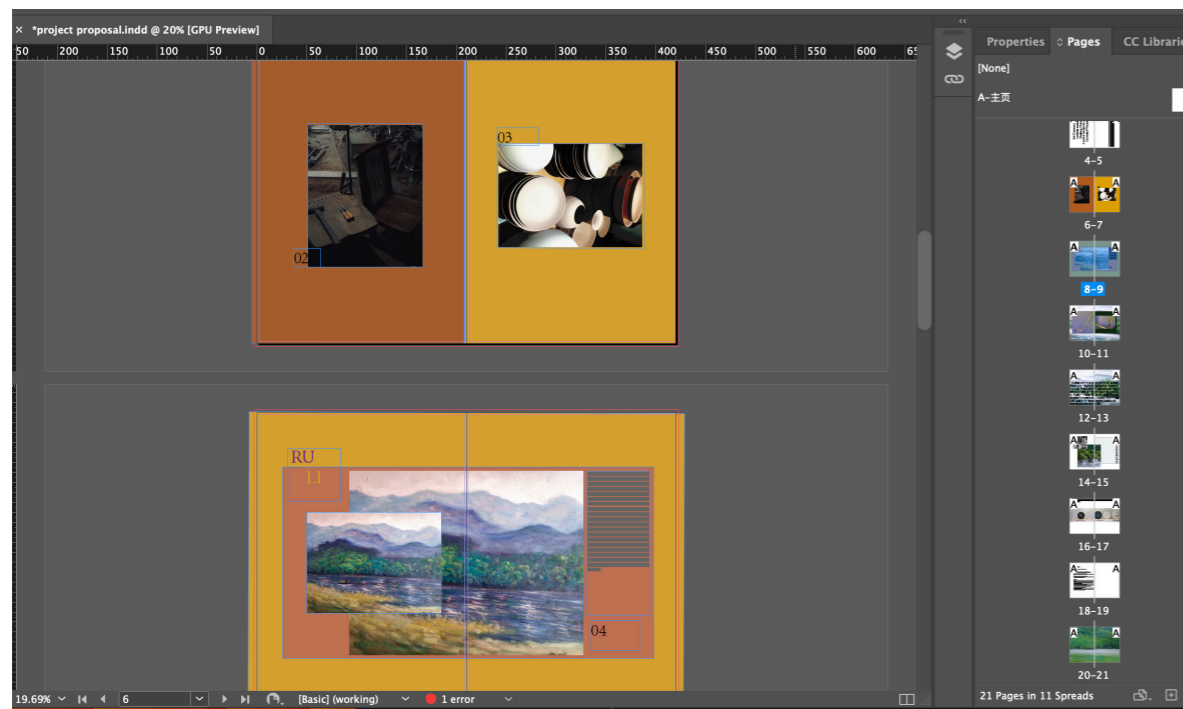 × *project proposal.indd @ 20% [GPU Preview]
50 200 150 100 50 0 50 100 150 200 250 300 350 400 450 500 550 600 65
02
03
RU
LI
04
19.69% 6 [Basic] (working) 1 error
Properties Pages CC Librarie
[None]
A-主页
4-5
A A
6-7
A A
8-9
A A
10-11
A A
12-13
A A
14-15
A A
16-17
A A
18-19
A A
20-21
21 Pages in 11 Spreads